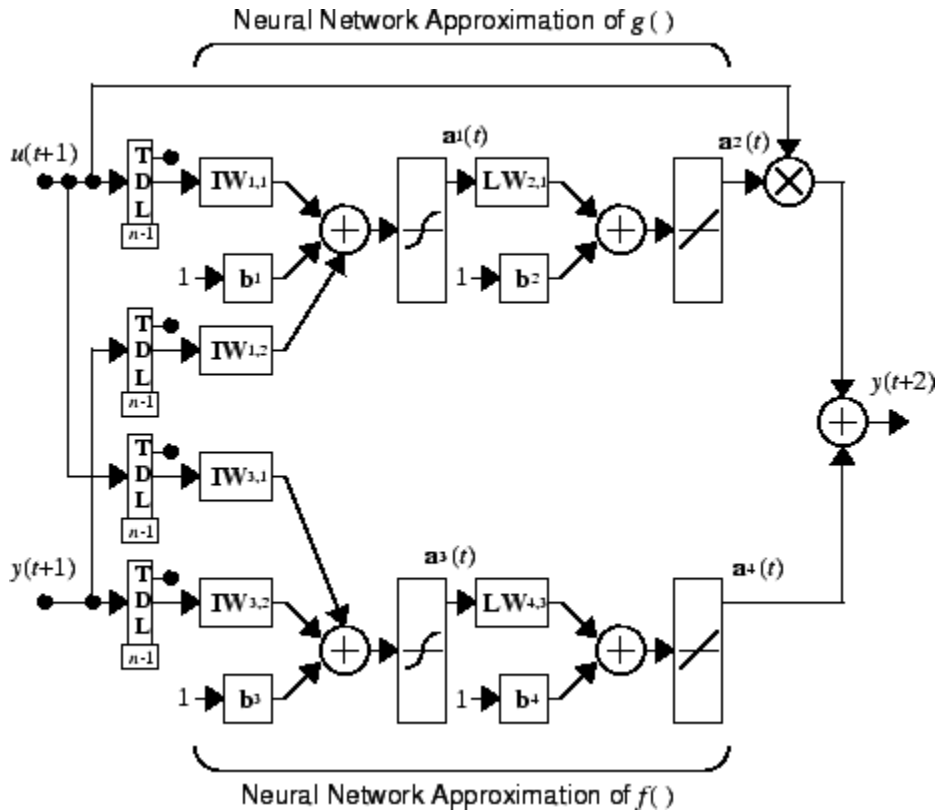 Neural Network Approximation of g ( )
a1(t)
a2(t)
u(t+1)
T
D
L
n-1
IW1,1
LW2,1
1
b1
1
b2
T
D
L
n-1
IW1,2
y(t+2)
T
D
L
n-1
IW3,1
y(t+1)
a3(t)
a4(t)
T
D
L
n-1
IW3,2
LW4,3
1
b3
1
b4
Neural Network Approximation of f ( )